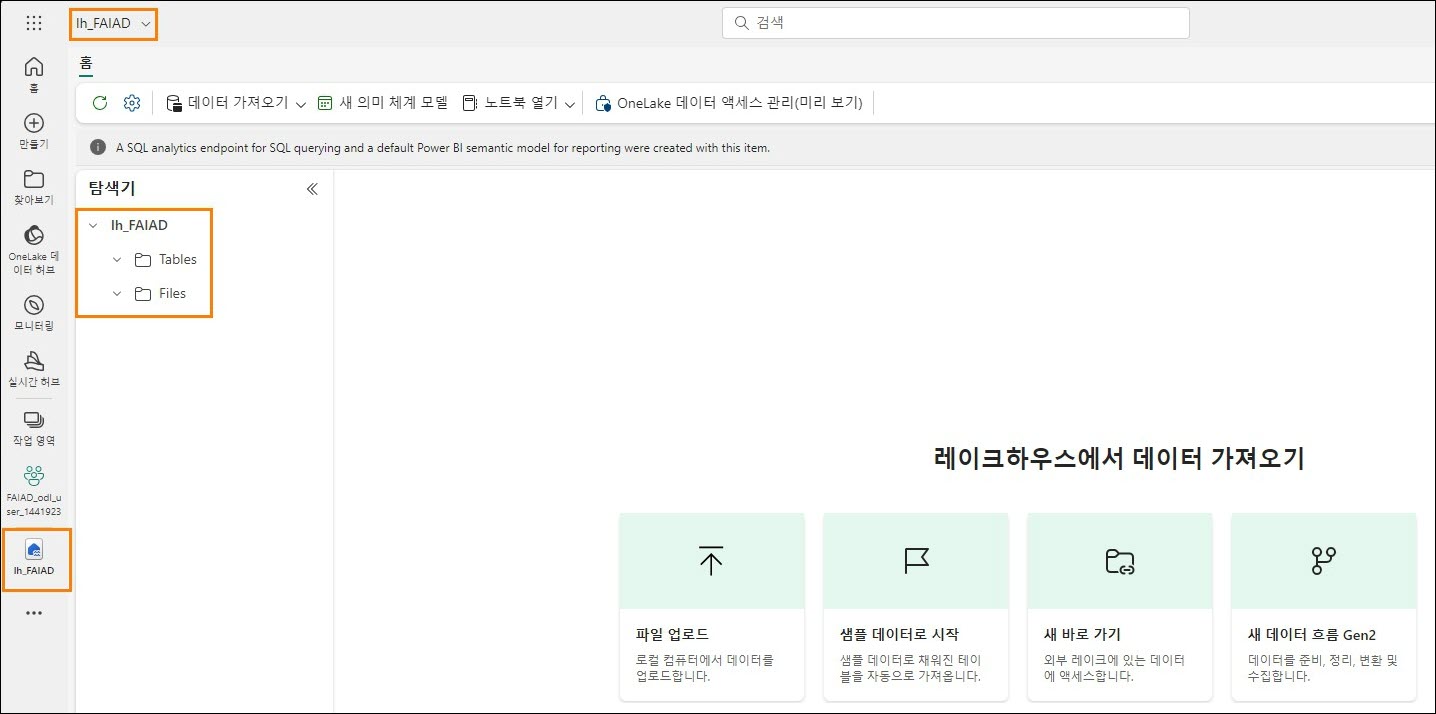 lh_FAIAD
검색
홈
만들기
찾아보기
OneLake 데
이터 허브
모니터링
실시간 허브
작업 영역
FAIAD_odl_u
ser_1441923
lh_FAIAD
홈
데이터 가져오기
새 의미 체계 모델
노트북 열기
OneLake 데이터 액세스 관리(미리 보기)
A SQL analytics endpoint for SQL querying and a default Power BI semantic model for reporting were created with this item.
탐색기
lh_FAIAD
Tables
Files
레이크하우스에서 데이터 가져오기
파일 업로드
로컬 컴퓨터에서 데이터를
업로드합니다.
샘플 데이터로 시작
샘플 데이터로 채워진 테이
블을 자동으로 가져옵니다.
새 바로 가기
외부 레이크에 있는 데이터
에 액세스합니다.
새 데이터 흐름 Gen2
데이터를 준비, 정리, 변환 및
수집합니다.